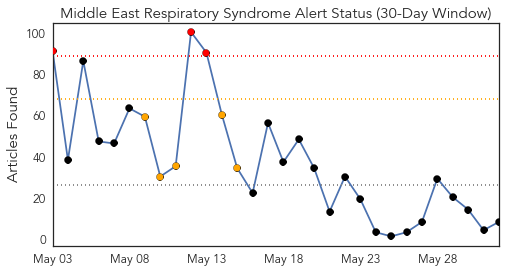 Middle East Respiratory Syndrome Alert Status (30-Day Window)
Articles Found
100
80
60
40
20
0
May 03 May 08 May 13 May 18 May 23 May 28